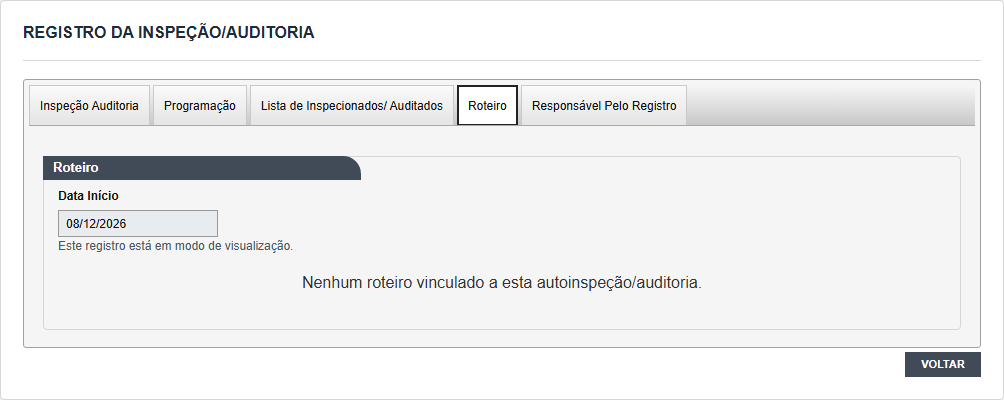 REGISTRO DA INSPEÇÃO/AUDITORIA
Inspeção Auditoria
Programação
Lista de Inspecionados/ Auditados
Roteiro
Responsável Pelo Registro
Roteiro
Data Início
08/12/2026
Este registro está em modo de visualização.
Nenhum roteiro vinculado a esta autoinspeção/auditoria.
VOLTAR